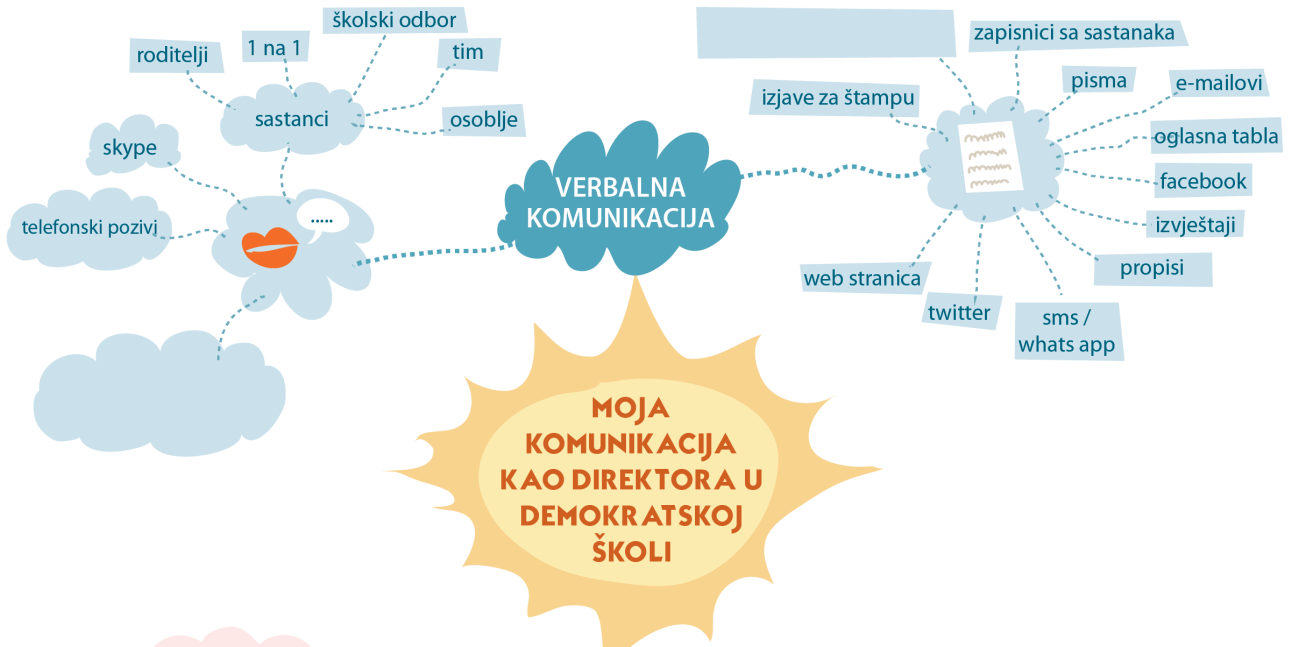 školski odbor
1 na 1
roditelji
tim
sastanci
osoblje
skype
telefonski pozivi
.....
VERBALNA
KOMUNIKACIJA
zapisnici sa sastanaka
izjave za štampu
pisma
e-mailovi
oglasna tabla
facebook
izvještaji
propisi
web stranica
twitter
sms /
whats app
MOJA
KOMUNIKACIJA
KAO DIREKTORA U
DEMOKRATSKOJ
ŠKOLI